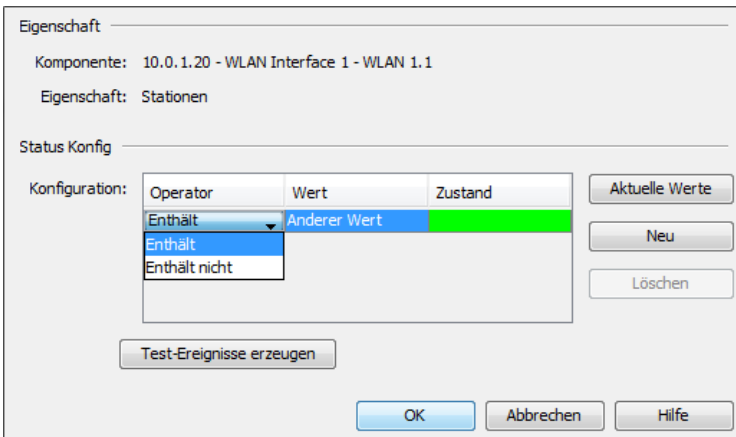 Eigenschaft
Komponente: 10.0.1.20 - WLAN Interface 1 - WLAN 1.1
Eigenschaft: Stationen
Status Konfig
Konfiguration:
Operator Wert Zustand
Enthält Anderer Wert
Enthält
Enthält nicht
Aktuelle Werte
Neu
Löschen
Test-Ereignisse erzeugen
OK Abbrechen Hilfe